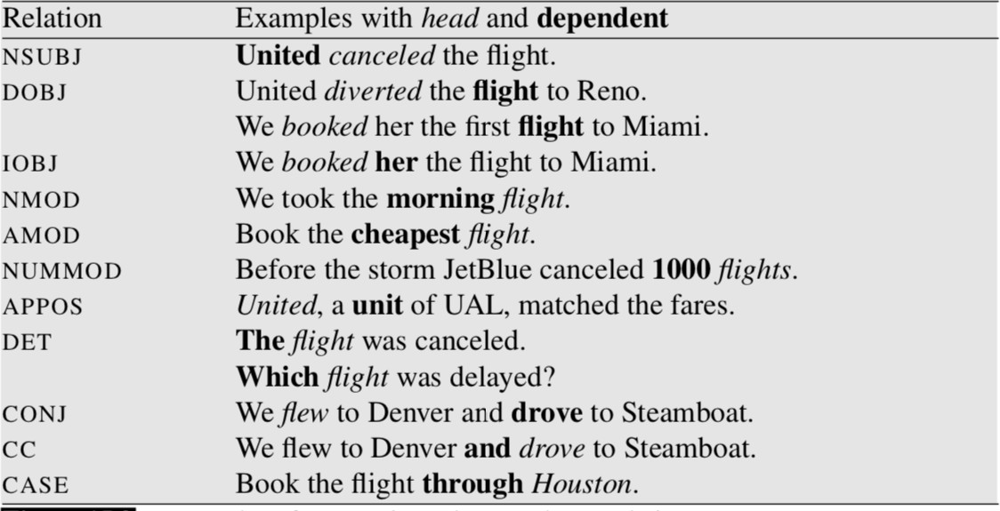 Relation Examples with head and dependent
NSUBJ United canceled the flight.
DOBJ United diverted the flight to Reno.
We booked her the first flight to Miami.
IOBJ We booked her the flight to Miami.
NMOD We took the morning flight.
AMOD Book the cheapest flight.
NUMMOD Before the storm JetBlue canceled 1000 flights.
APPOS United, a unit of UAL, matched the fares.
DET The flight was canceled.
Which flight was delayed?
CONJ We flew to Denver and drove to Steamboat.
CC We flew to Denver and drove to Steamboat.
CASE Book the flight through Houston.